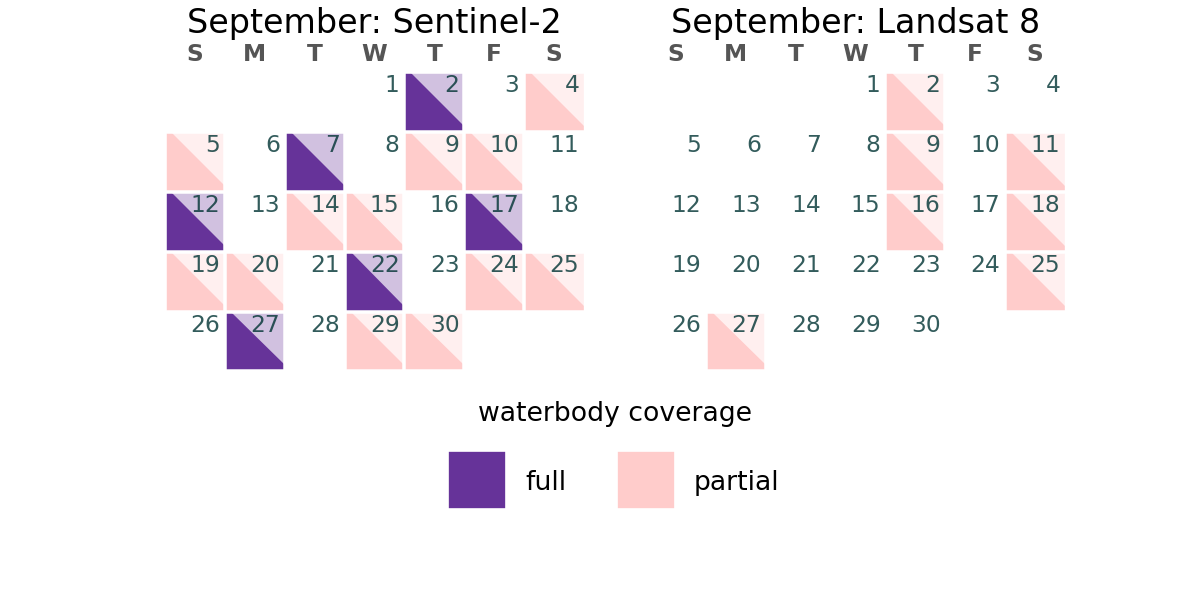 September: Sentinel-2
S M T W T F S
1 2 3 4
5 6 7 8 9 10 11
12 13 14 15 16 17 18
19 20 21 22 23 24 25
26 27 28 29 30
September: Landsat 8
S M T W T F S
1 2 3 4
5 6 7 8 9 10 11
12 13 14 15 16 17 18
19 20 21 22 23 24 25
26 27 28 29 30
waterbody coverage
full partial